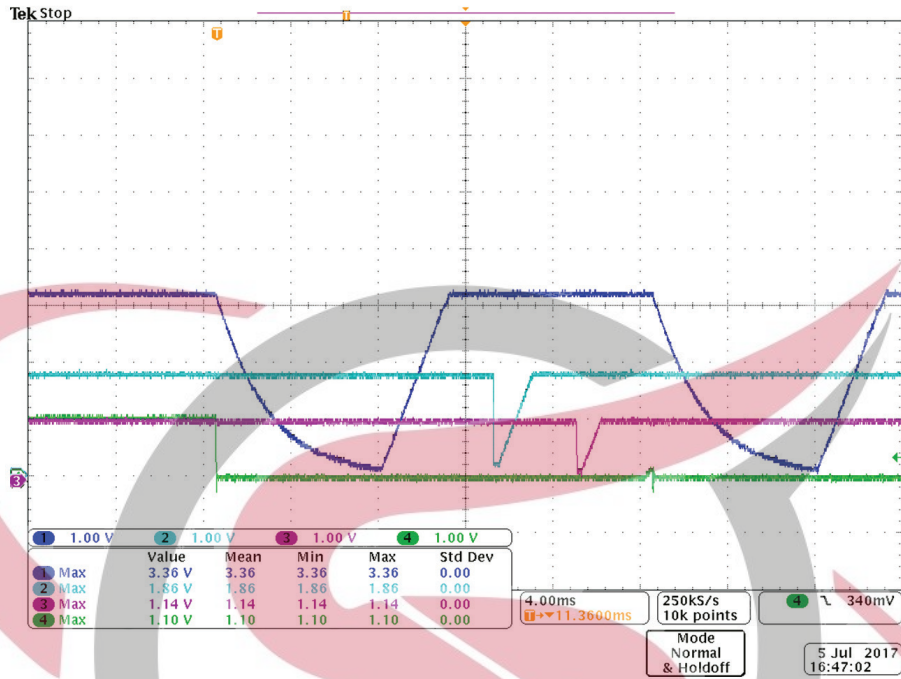 Tek Stop
T
T
3
1 1.00 V 2 1.00 V 3 1.00 V 4 1.00 V
Value Mean Min Max Std Dev
1 Max 3.36 V 3.36 3.36 3.36 0.00
2 Max 1.86 V 1.86 1.86 1.86 0.00
3 Max 1.14 V 1.14 1.14 1.14 0.00
4 Max 1.10 V 1.10 1.10 1.10 0.00
4.00ms
T→▼11.3600ms
250kS/s
10k points
4 340mV
Mode
Normal
& Holdoff
5 Jul 2017
16:47:02